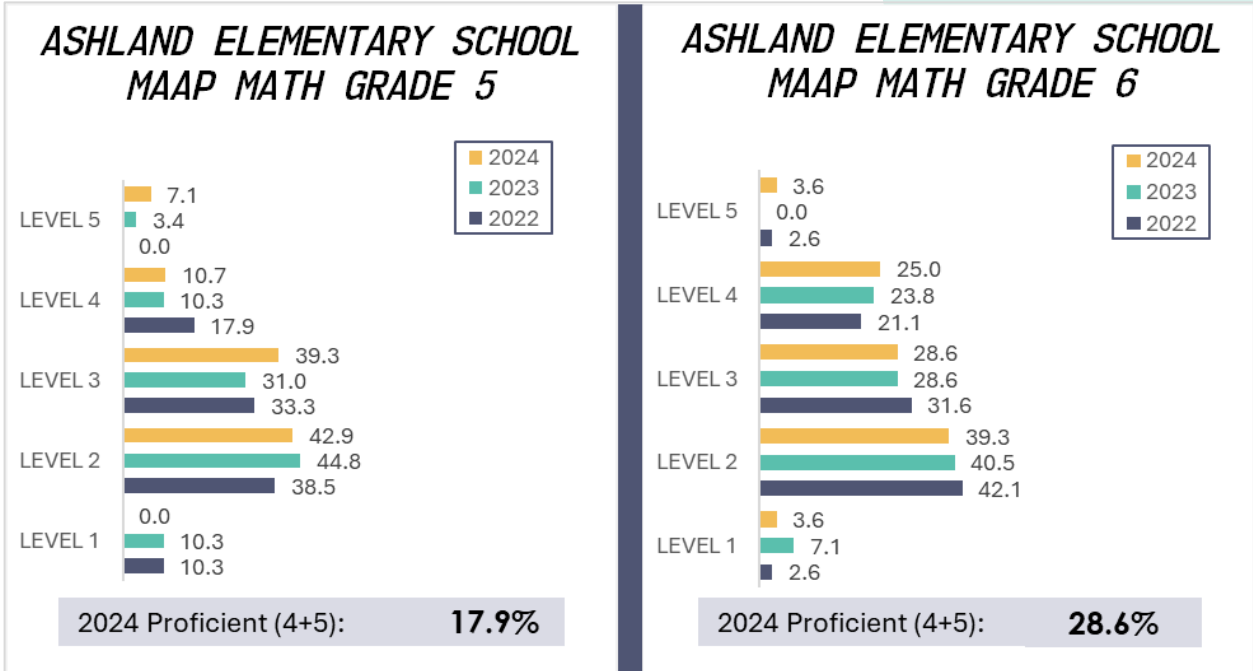 ASHLAND ELEMENTARY SCHOOL
MAAP MATH GRADE 5
2024
2023
2022
LEVEL 5
7.1
3.4
0.0
LEVEL 4
10.7
10.3
17.9
LEVEL 3
39.3
31.0
33.3
LEVEL 2
42.9
44.8
38.5
LEVEL 1
0.0
10.3
10.3
2024 Proficient (4+5): 17.9%
ASHLAND ELEMENTARY SCHOOL
MAAP MATH GRADE 6
2024
2023
2022
LEVEL 5
3.6
0.0
2.6
LEVEL 4
25.0
23.8
21.1
LEVEL 3
28.6
28.6
31.6
LEVEL 2
39.3
40.5
42.1
LEVEL 1
3.6
7.1
2.6
2024 Proficient (4+5): 28.6%